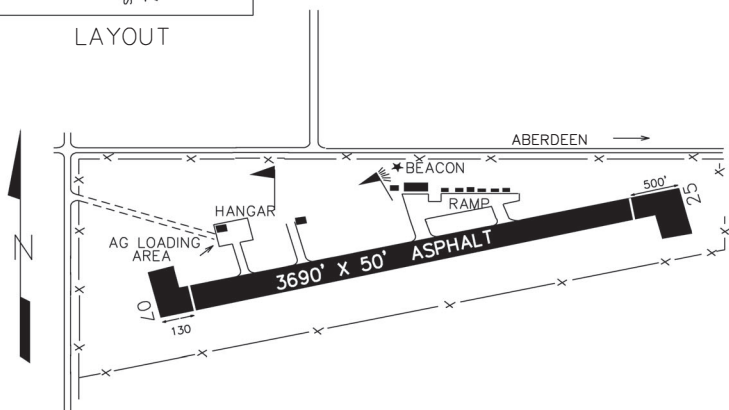 LAYOUT
ABERDEEN
BEACON
500'
25
RAMP
HANGAR
AG LOADING
AREA
3690' X 50' ASPHALT
N
07
130